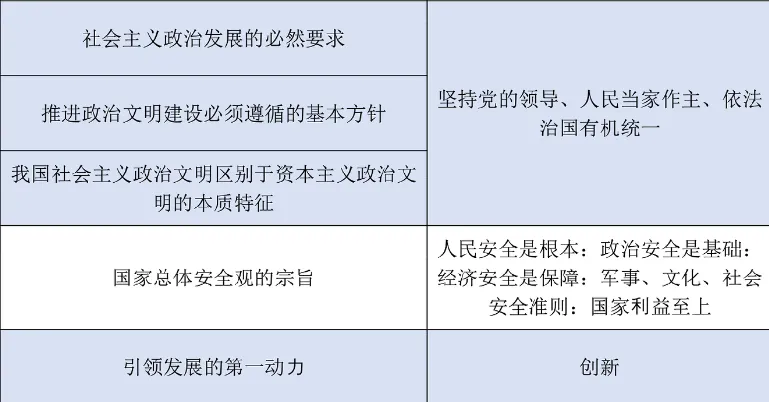 社会主义政治发展的必然要求
推进政治文明建设必须遵循的基本方针
我国社会主义政治文明区别于资本主义政治文
明的本质特征
坚持党的领导、人民当家作主、依法
治国有机统一
国家总体安全观的宗旨
人民安全是根本：政治安全是基础：
经济安全是保障：军事、文化、社会
安全准则：国家利益至上
引领发展的第一动力
创新